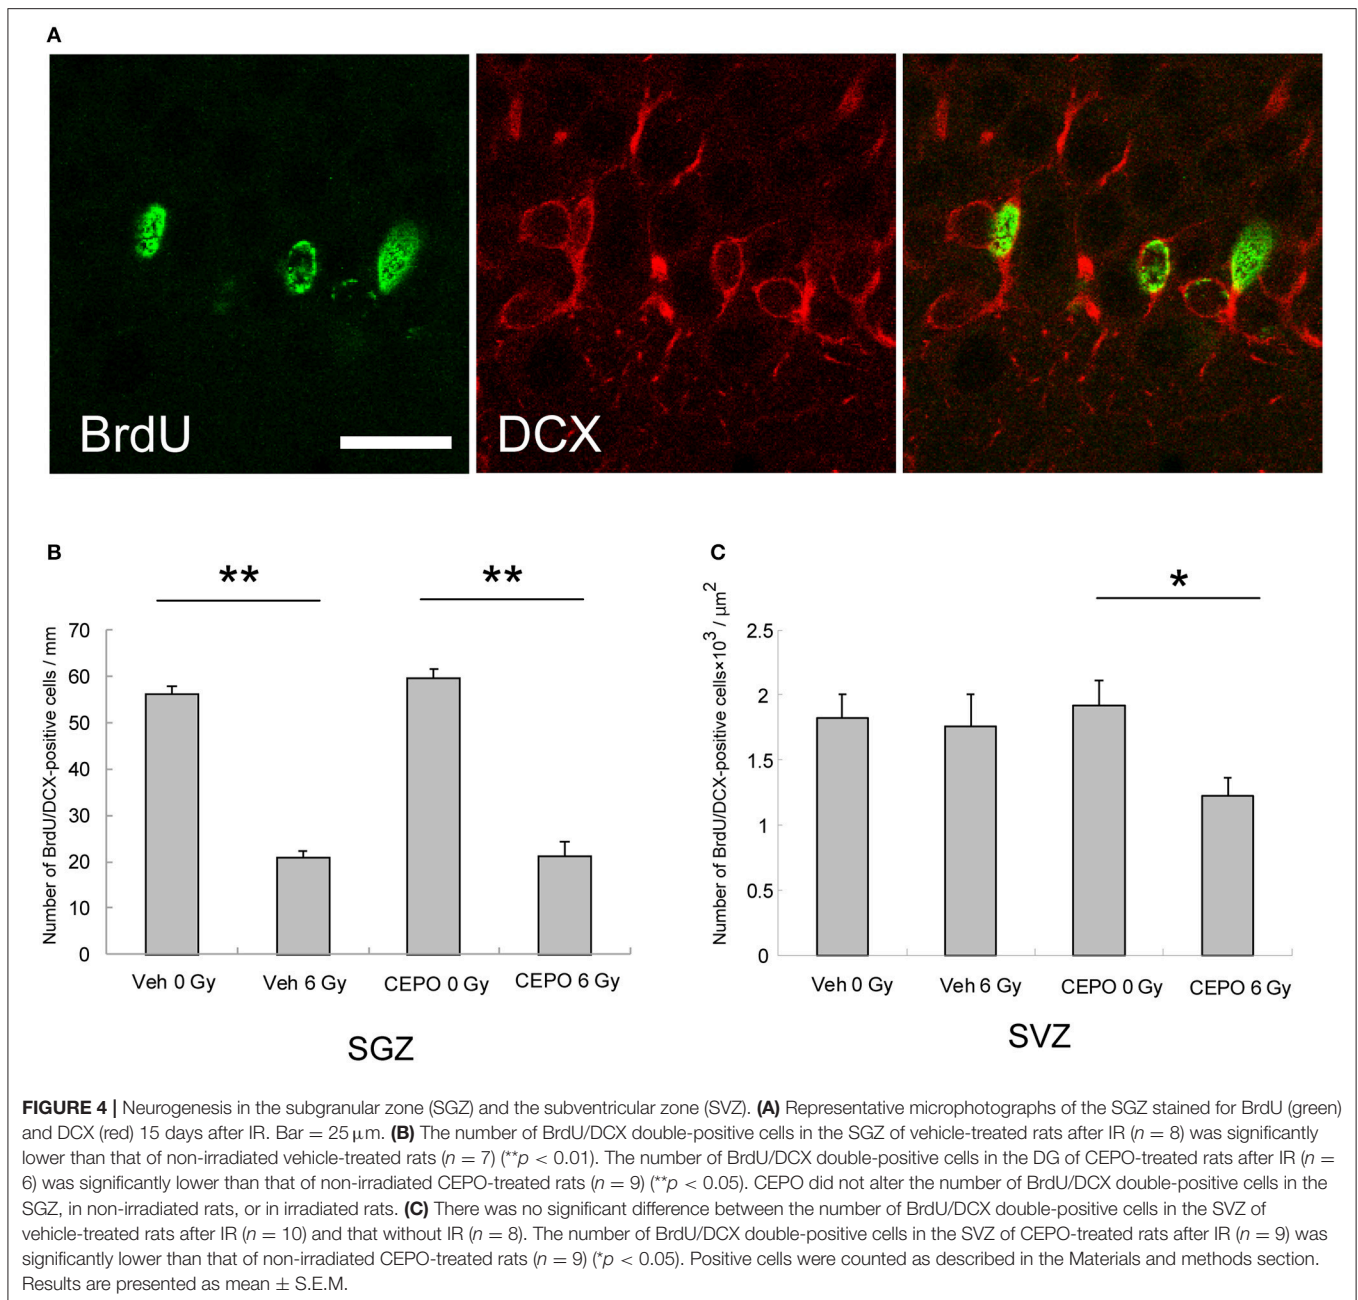 A
BrdU
DCX
B
**
**
Number of BrdU/DCX-positive cells / mm
70
60
50
40
30
20
10
0
Veh 0 Gy
Veh 6 Gy
CEPO 0 Gy
CEPO 6 Gy
SGZ
C
*
Number of BrdU/DCX-positive cells×10³ / µm²
2.5
2
1.5
1
0.5
0
Veh 0 Gy
Veh 6 Gy
CEPO 0 Gy
CEPO 6 Gy
SVZ
FIGURE 4 | Neurogenesis in the subgranular zone (SGZ) and the subventricular zone (SVZ). (A) Representative microphotographs of the SGZ stained for BrdU (green)
and DCX (red) 15 days after IR. Bar = 25 µm. (B) The number of BrdU/DCX double-positive cells in the SGZ of vehicle-treated rats after IR (n = 8) was significantly
lower than that of non-irradiated vehicle-treated rats (n = 7) (**p < 0.01). The number of BrdU/DCX double-positive cells in the DG of CEPO-treated rats after IR (n =
6) was significantly lower than that of non-irradiated CEPO-treated rats (n = 9) (**p < 0.05). CEPO did not alter the number of BrdU/DCX double-positive cells in the
SGZ, in non-irradiated rats, or in irradiated rats. (C) There was no significant difference between the number of BrdU/DCX double-positive cells in the SVZ of
vehicle-treated rats after IR (n = 10) and that without IR (n = 8). The number of BrdU/DCX double-positive cells in the SVZ of CEPO-treated rats after IR (n = 9) was
significantly lower than that of non-irradiated CEPO-treated rats (n = 9) (*p < 0.05). Positive cells were counted as described in the Materials and methods section.
Results are presented as mean ± S.E.M.